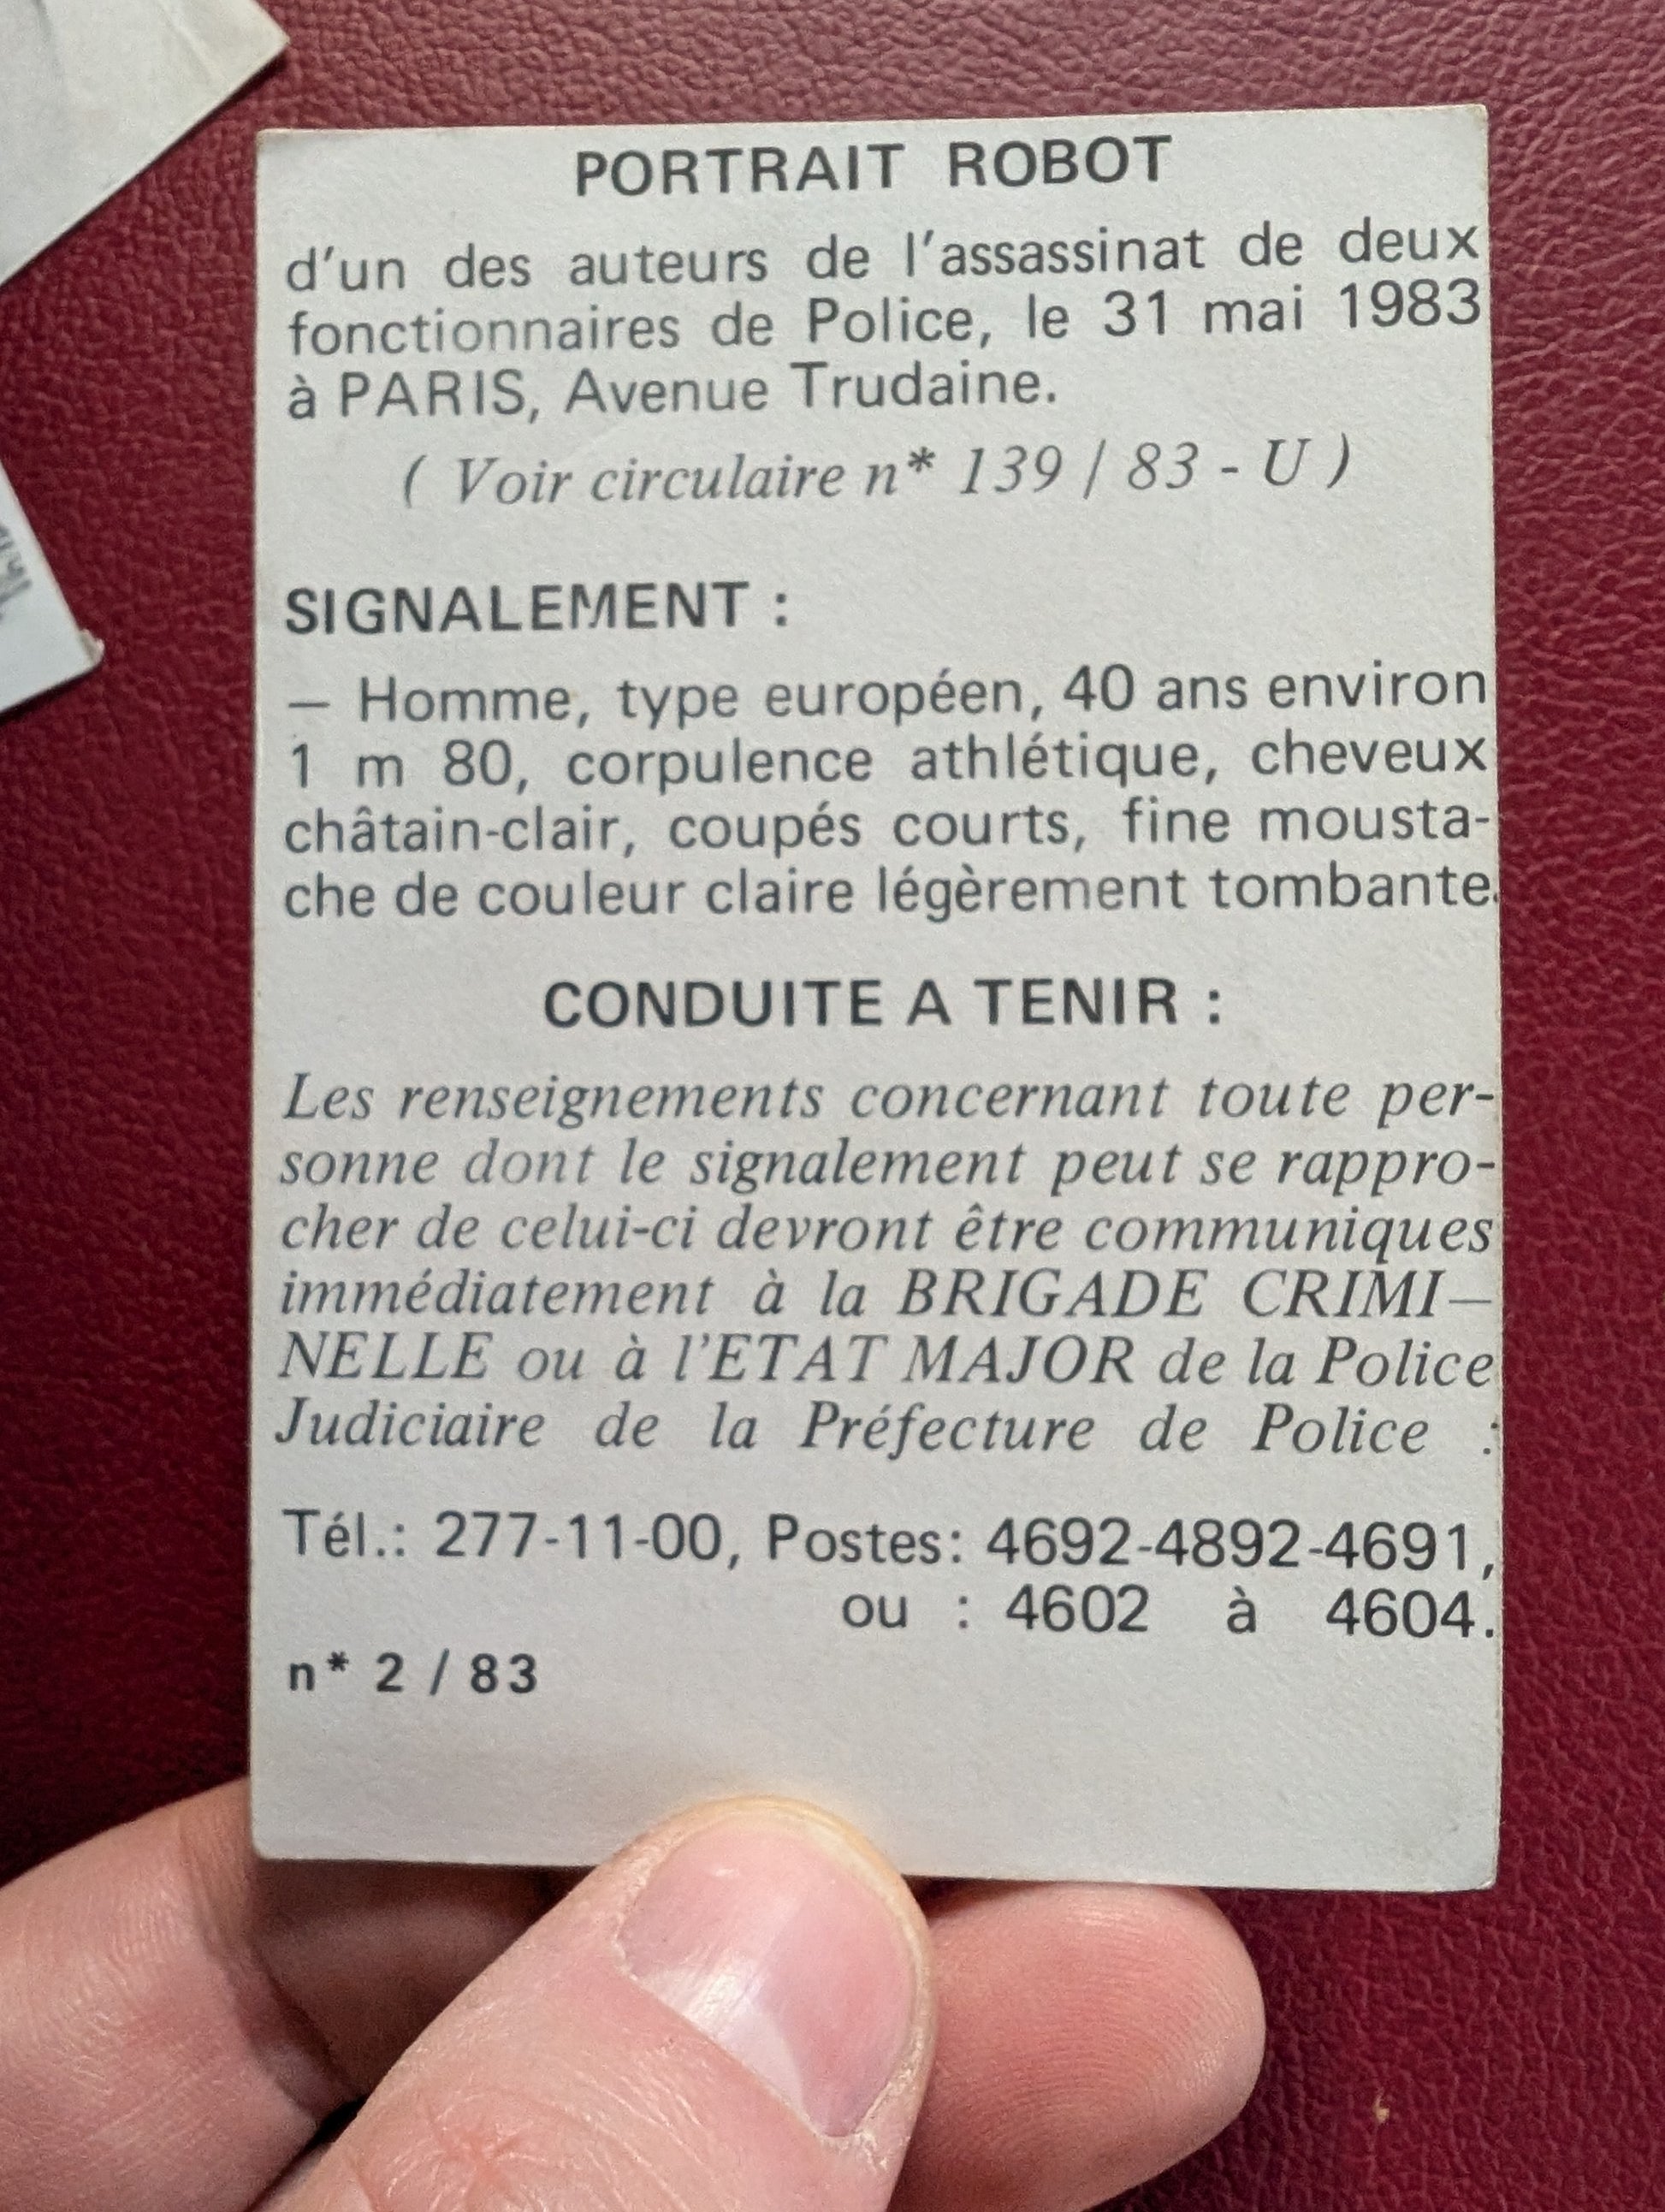 PORTRAIT ROBOT
d'un des auteurs de l'assassinat de deux
fonctionnaires de Police, le 31 mai 1983
à PARIS, Avenue Trudaine.
( Voir circulaire n* 139 / 83 - U )
SIGNALEMENT :
— Homme, type européen, 40 ans environ
1 m 80, corpulence athlétique, cheveux
châtain-clair, coupés courts, fine mousta-
che de couleur claire légèrement tombante.
CONDUITE A TENIR :
Les renseignements concernant toute per-
sonne dont le signalement peut se rappro-
cher de celui-ci devront être communiques
immédiatement à la BRIGADE CRIMI—
NELLE ou à l'ETAT MAJOR de la Police
Judiciaire de la Préfecture de Police :
Tél.: 277-11-00, Postes: 4692-4892-4691,
ou : 4602 à 4604.
n* 2 / 83